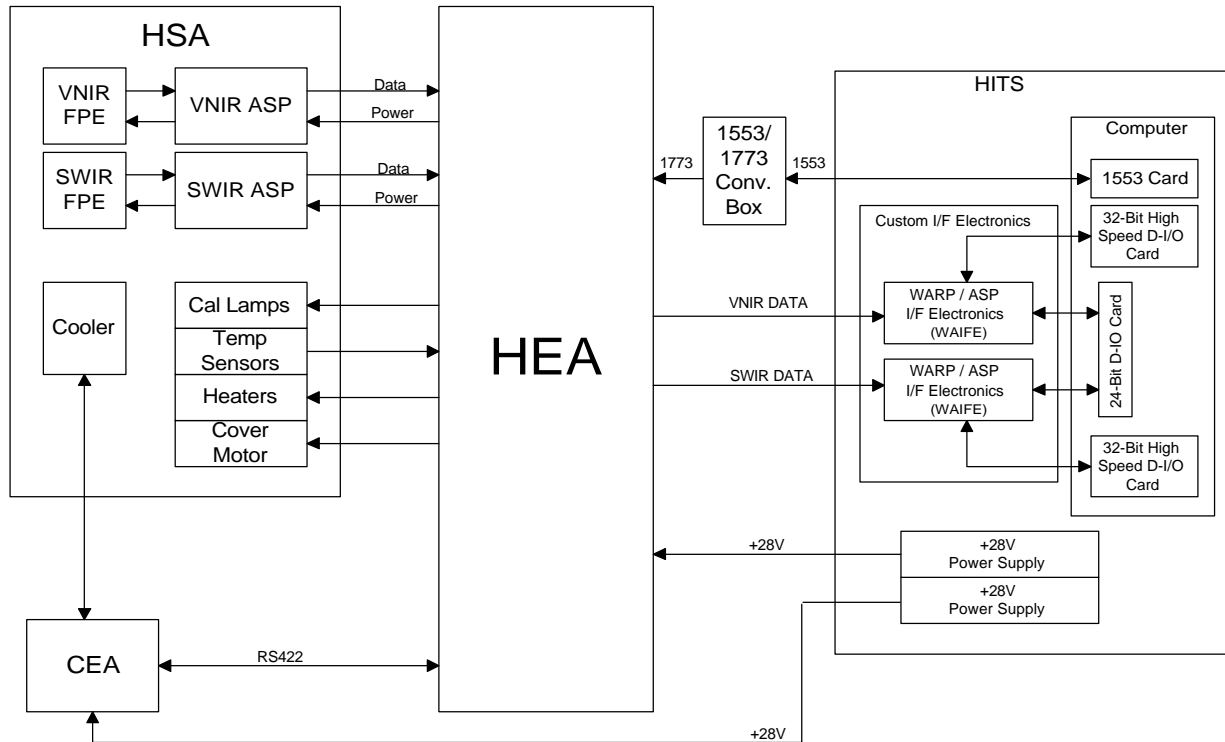 HSA
VNIR
FPE
VNIR ASP
Data
Power
SWIR
FPE
SWIR ASP
Data
Power
Cooler
Cal Lamps
Temp
Sensors
Heaters
Cover
Motor
CEA
RS422
HEA
1773
1553/
1773
Conv.
Box
1553
VNIR DATA
SWIR DATA
+28V
+28V
HITS
Computer
1553 Card
32-Bit High
Speed D-I/O
Card
Custom I/F Electronics
WARP / ASP
I/F Electronics
(WAIFE)
WARP / ASP
I/F Electronics
(WAIFE)
24-Bit D-IO Card
32-Bit High
Speed D-I/O
Card
+28V
Power Supply
+28V
Power Supply